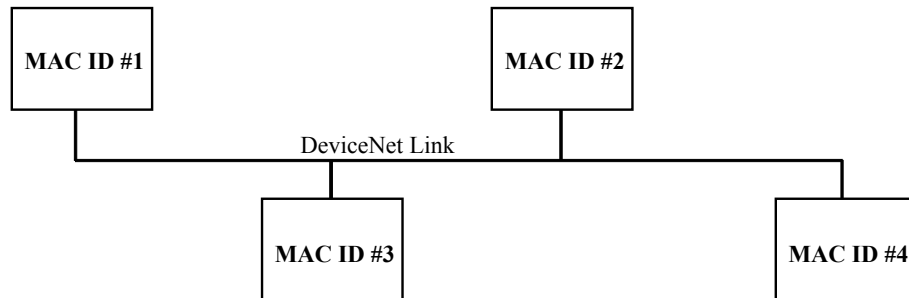 MAC ID #1
MAC ID #2
DeviceNet Link
MAC ID #3
MAC ID #4